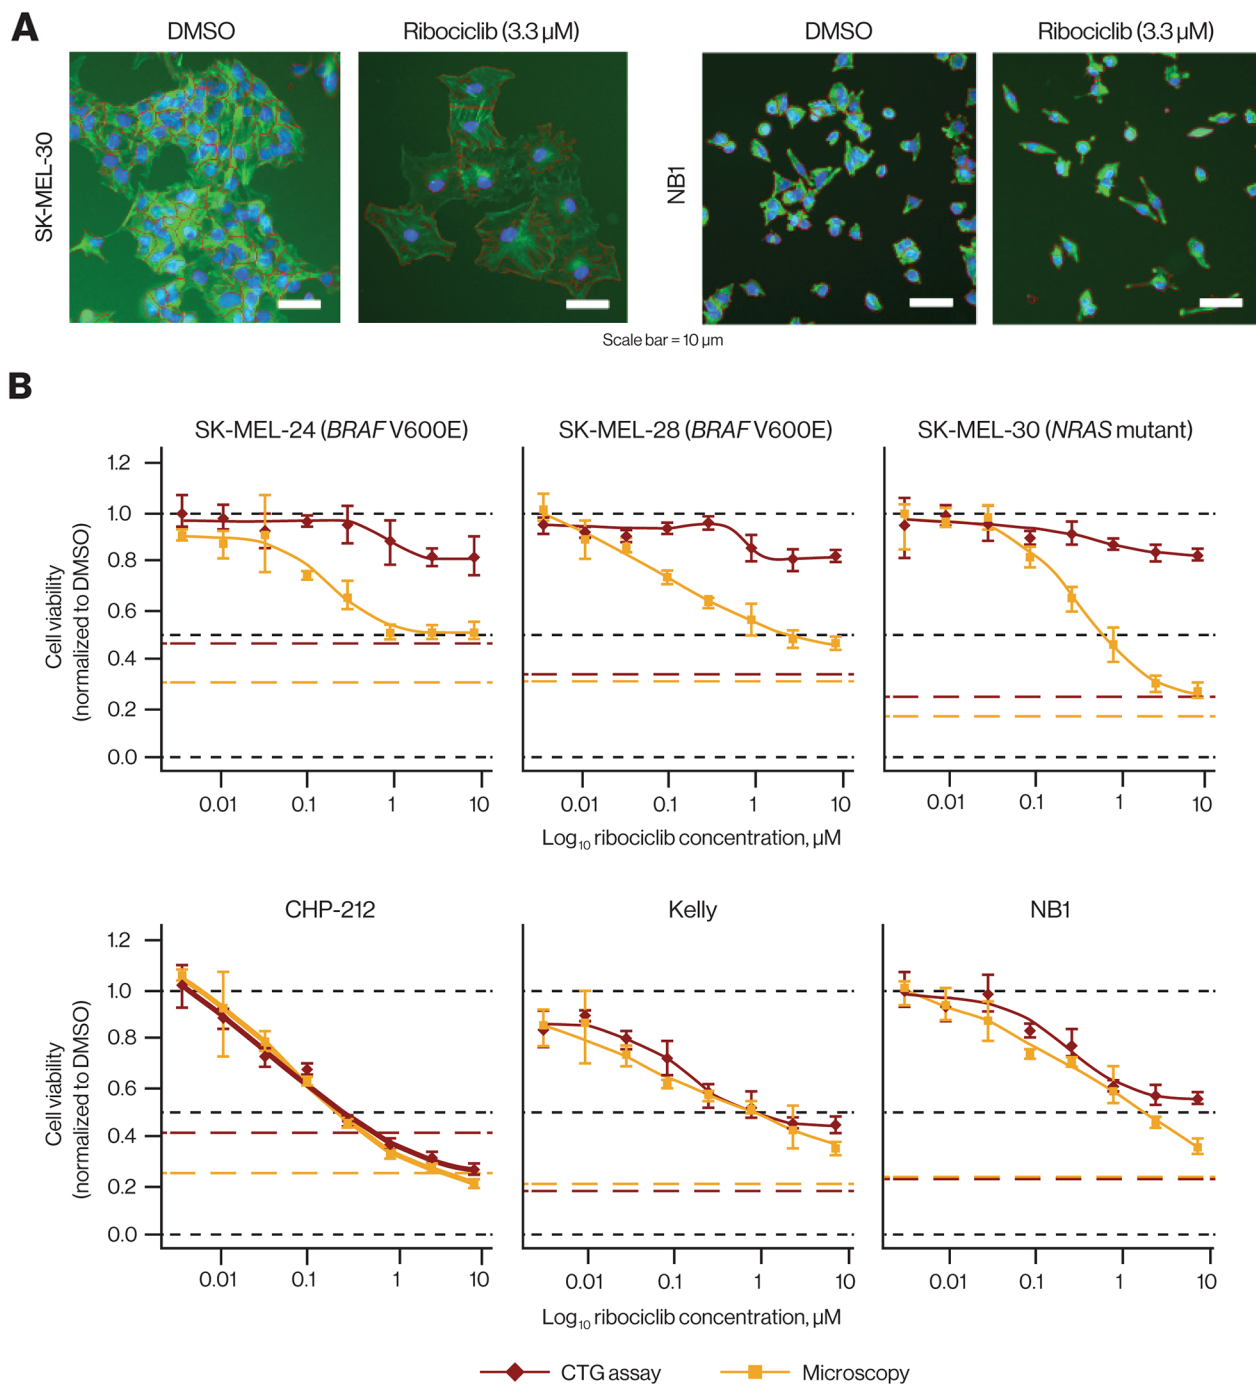 A
DMSO
Ribociclib (3.3 µM)
DMSO
Ribociclib (3.3 µM)
SK-MEL-30
NB1
Scale bar = 10 µm
B
SK-MEL-24 (BRAF V600E)
SK-MEL-28 (BRAF V600E)
SK-MEL-30 (NRAS mutant)
Cell viability
(normalized to DMSO)
1.2
1.0
0.8
0.6
0.4
0.2
0.0
0.01 0.1 1 10
0.01 0.1 1 10
0.01 0.1 1 10
Log10 ribociclib concentration, µM
CHP-212
Kelly
NB1
Cell viability
(normalized to DMSO)
1.2
1.0
0.8
0.6
0.4
0.2
0.0
0.01 0.1 1 10
0.01 0.1 1 10
0.01 0.1 1 10
Log10 ribociclib concentration, µM
CTG assay
Microscopy